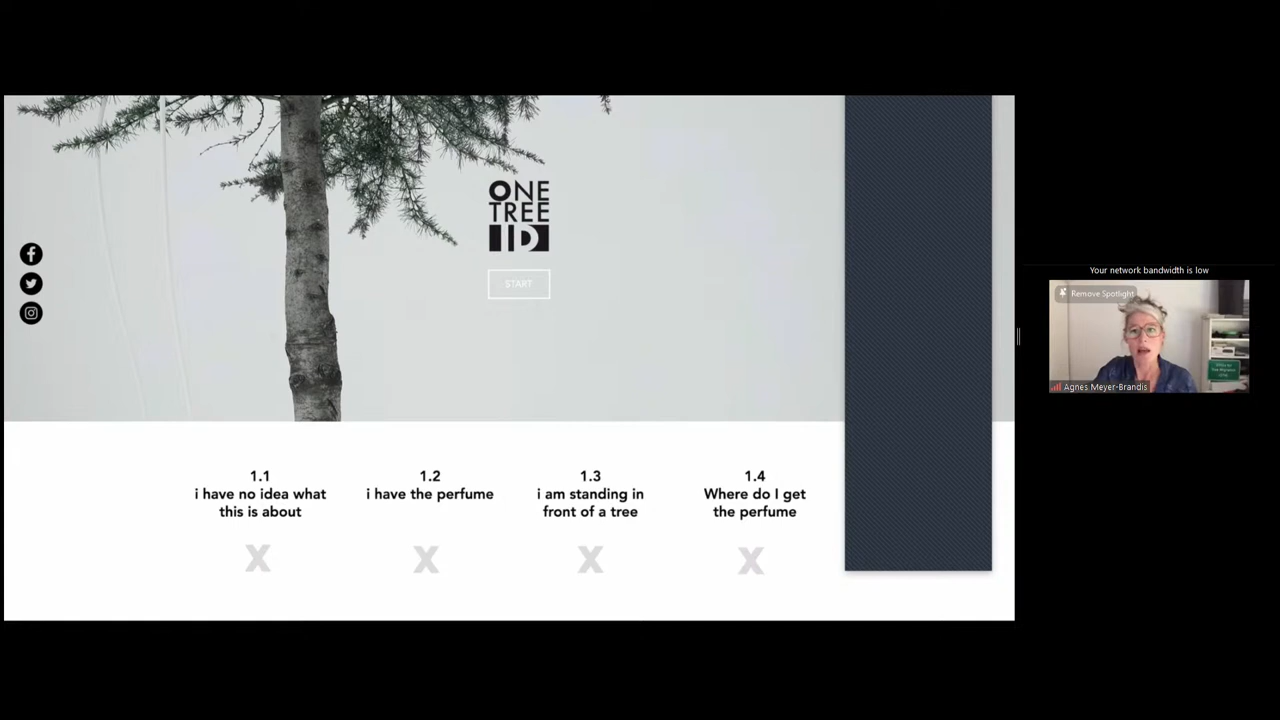 ONE
TREE
ID
START
1.1
i have no idea what
this is about
X
1.2
i have the perfume
X
1.3
i am standing in
front of a tree
X
1.4
Where do I get
the perfume
X
Your network bandwidth is low
Remove Spotlight
Agnes Meyer-Brandis